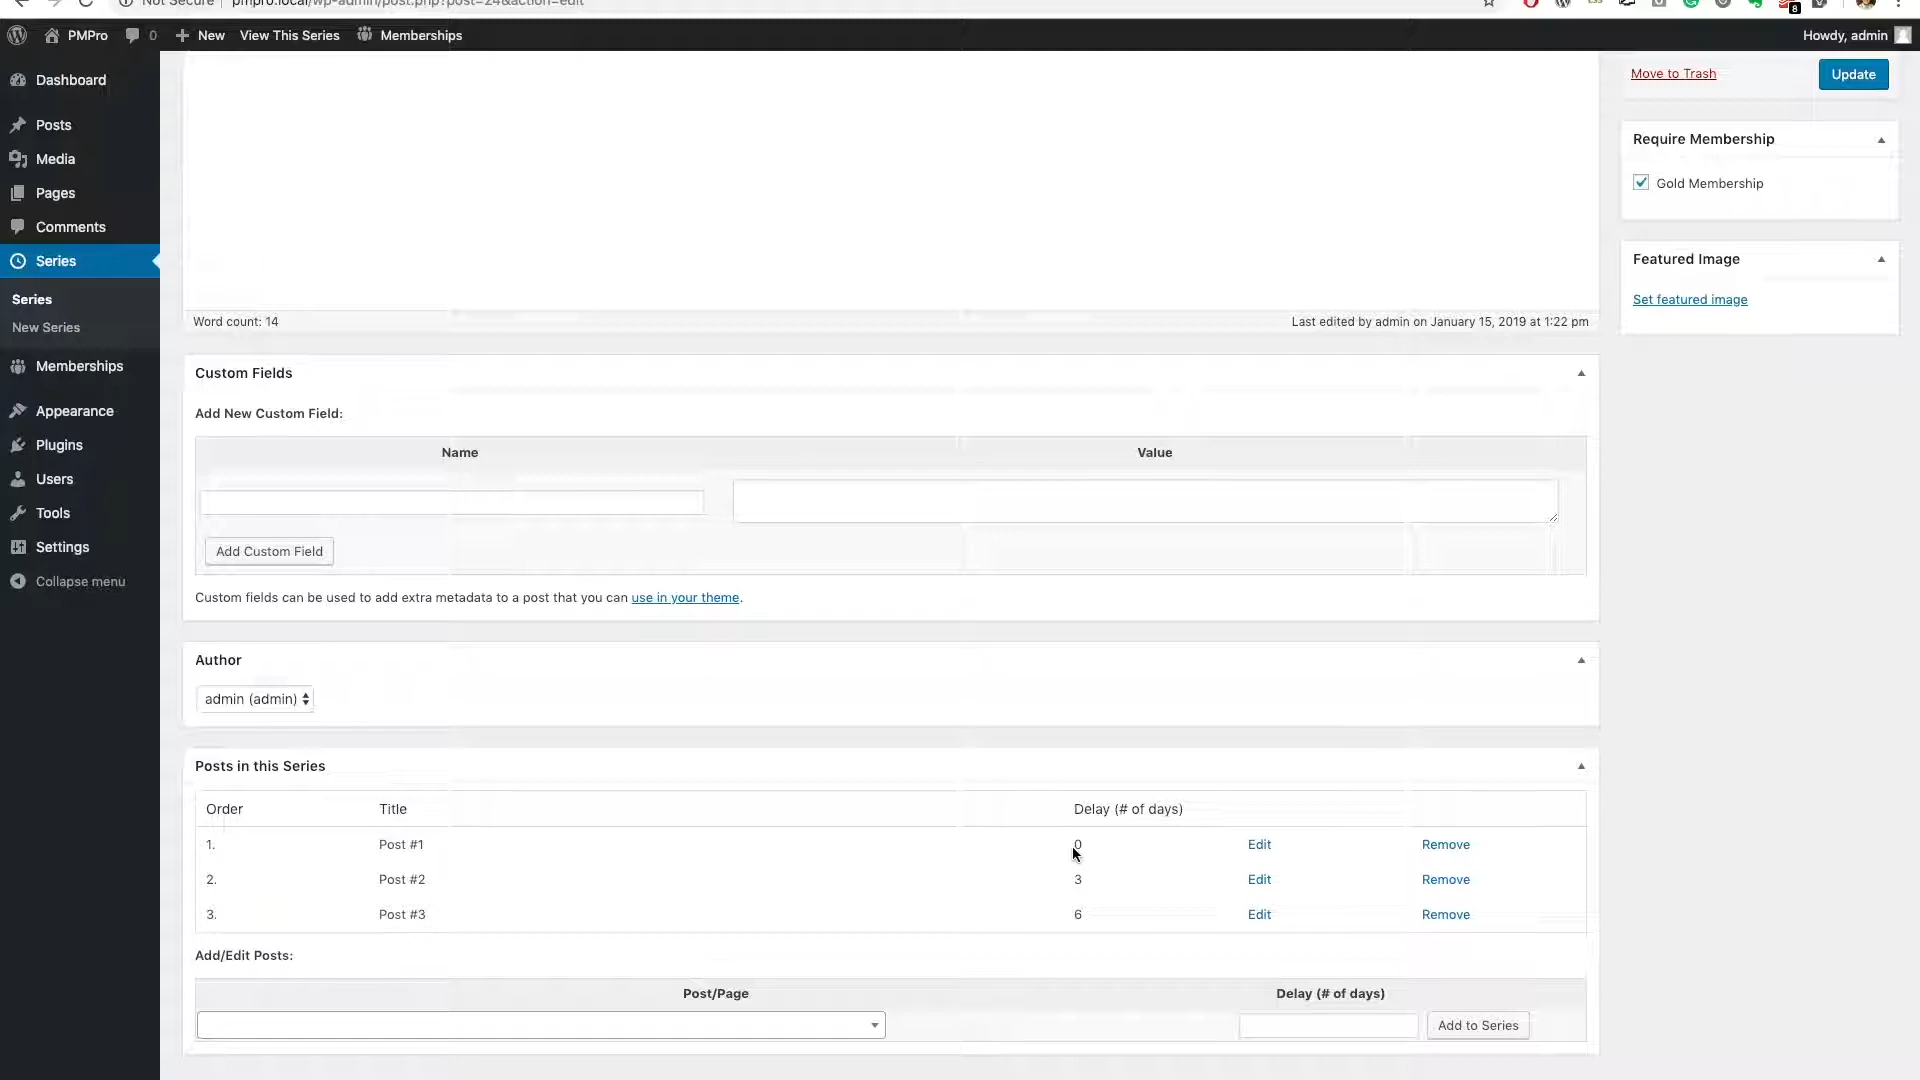 Not Secure pmpro.local/wp-admin/post.php?post=24&action=edit
8
PMPro 0 New View This Series Memberships Howdy, admin
Dashboard
Posts
Media
Pages
Comments
Series
Series
New Series
Memberships
Appearance
Plugins
Users
Tools
Settings
Collapse menu
Move to Trash Update
Require Membership
Gold Membership
Featured Image
Set featured image
Word count: 14 Last edited by admin on January 15, 2019 at 1:22 pm
Custom Fields
Add New Custom Field:
Name Value
Add Custom Field
Custom fields can be used to add extra metadata to a post that you can use in your theme.
Author
admin (admin)
Posts in this Series
Order Title Delay (# of days)
1. Post #1 0 Edit Remove
2. Post #2 3 Edit Remove
3. Post #3 6 Edit Remove
Add/Edit Posts:
Post/Page Delay (# of days)
Add to Series